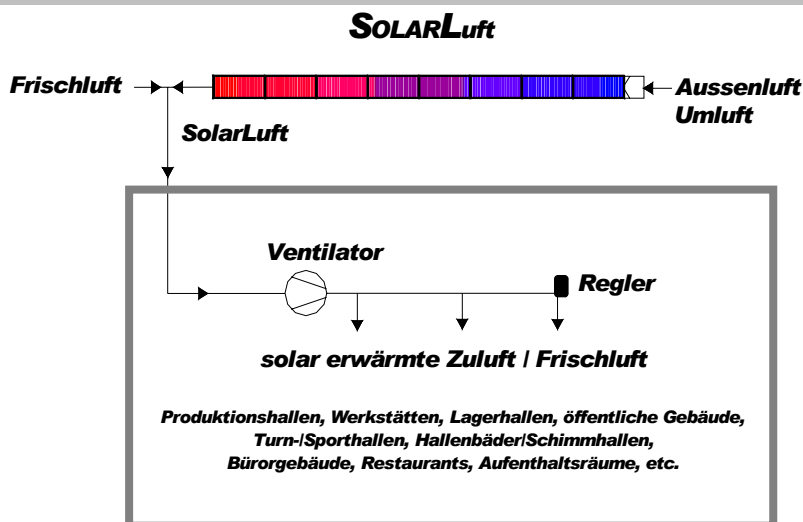 SOLARLuft
Frischluft
Aussenluft
Umluft
SolarLuft
Ventilator
Regler
solar erwärmte Zuluft / Frischluft
Produktionshallen, Werkstätten, Lagerhallen, öffentliche Gebäude,
Turn-/Sporthallen, Hallenbäder/Schimmhallen,
Bürorgebäude, Restaurants, Aufenthaltsräume, etc.